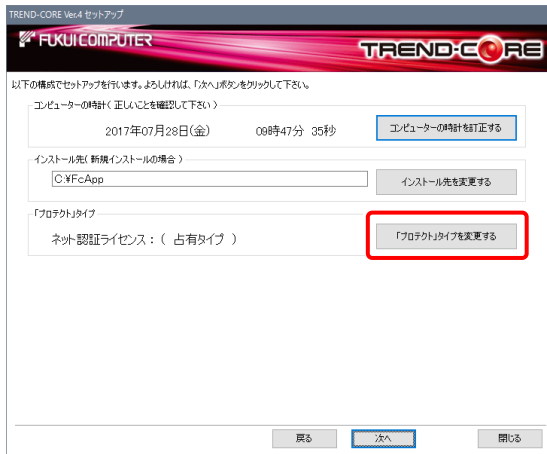 TREND-CORE Ver.4 セットアップ
FUKUI COMPUTER
TREND-CORE
以下の構成でセットアップを行います。よろしければ、「次へ」ボタンをクリックして下さい。
コンピューターの時計( 正しいことを確認して下さい )
2017年07月28日(金) 09時47分 35秒 コンピューターの時計を訂正する
インストール先( 新規インストールの場合 )
C:¥FcApp インストール先を変更する
「プロテクト」タイプ
ネット認証ライセンス : ( 占有タイプ ) 「プロテクト」タイプを変更する
戻る 次へ 閉じる